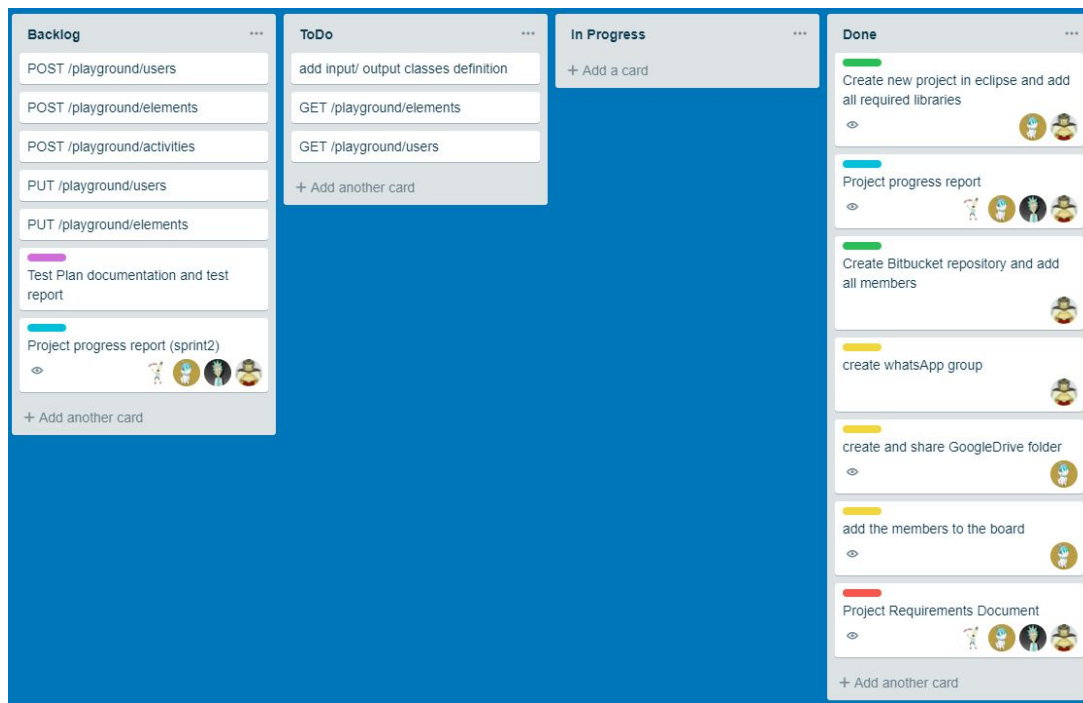 Backlog
POST /playground/users
POST /playground/elements
POST /playground/activities
PUT /playground/users
PUT /playground/elements
Test Plan documentation and test
report
Project progress report (sprint2)
+ Add another card
ToDo
add input/ output classes definition
GET /playground/elements
GET /playground/users
+ Add another card
In Progress
+ Add a card
Done
Create new project in eclipse and add
all required libraries
Project progress report
Create Bitbucket repository and add
all members
create whatsApp group
create and share GoogleDrive folder
add the members to the board
Project Requirements Document
+ Add another card